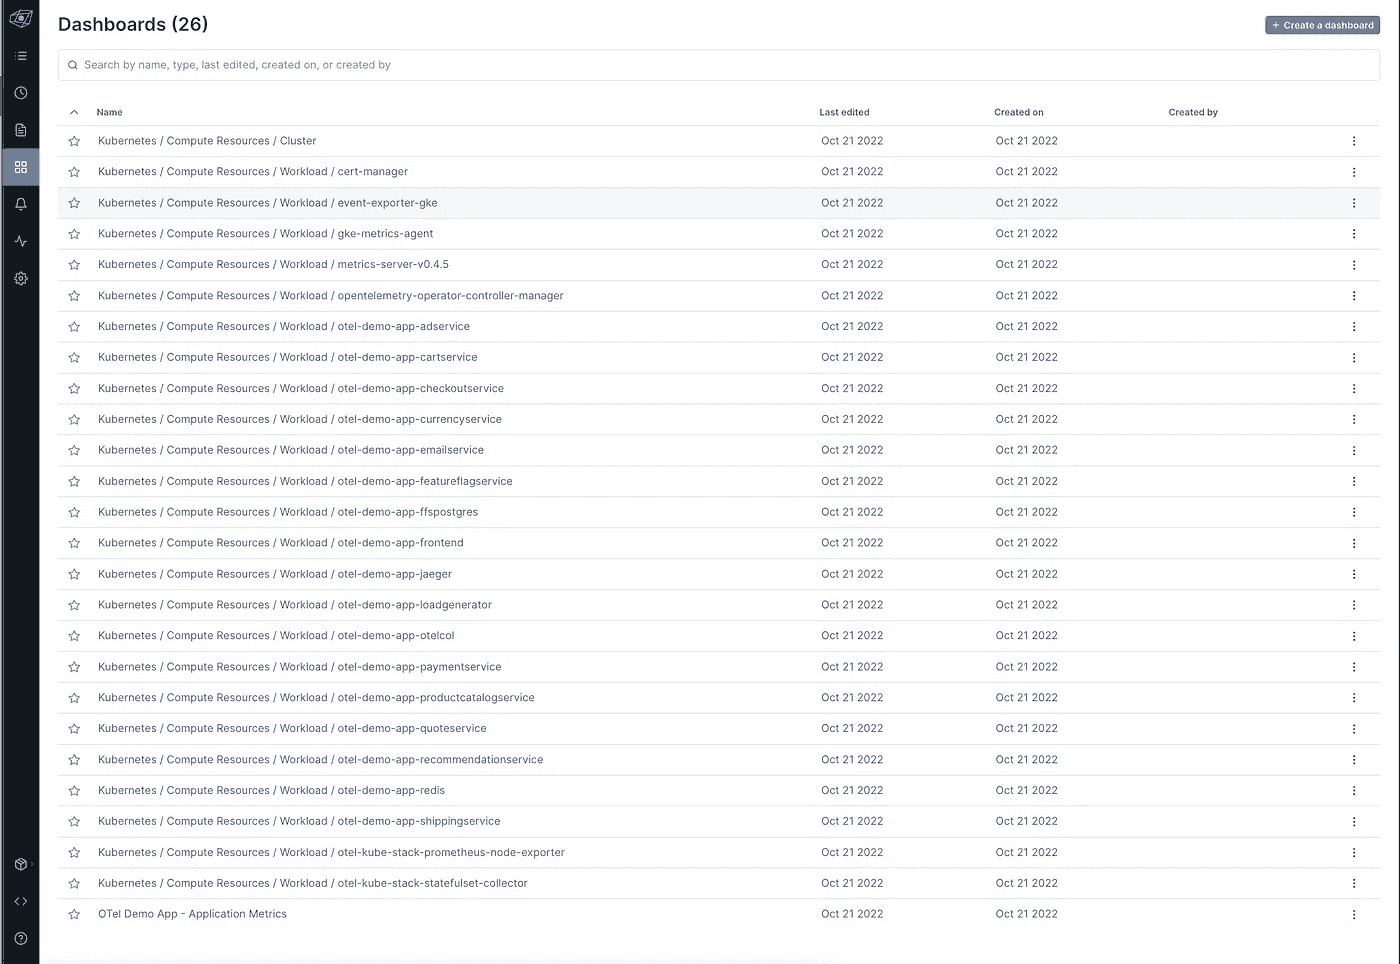 Dashboards (26)
+ Create a dashboard
Search by name, type, last edited, created on, or created by
Name Last edited Created on Created by
Kubernetes / Compute Resources / Cluster Oct 21 2022 Oct 21 2022
Kubernetes / Compute Resources / Workload / cert-manager Oct 21 2022 Oct 21 2022
Kubernetes / Compute Resources / Workload / event-exporter-gke Oct 21 2022 Oct 21 2022
Kubernetes / Compute Resources / Workload / gke-metrics-agent Oct 21 2022 Oct 21 2022
Kubernetes / Compute Resources / Workload / metrics-server-v0.4.5 Oct 21 2022 Oct 21 2022
Kubernetes / Compute Resources / Workload / opentelemetry-operator-controller-manager Oct 21 2022 Oct 21 2022
Kubernetes / Compute Resources / Workload / otel-demo-app-adservice Oct 21 2022 Oct 21 2022
Kubernetes / Compute Resources / Workload / otel-demo-app-cartservice Oct 21 2022 Oct 21 2022
Kubernetes / Compute Resources / Workload / otel-demo-app-checkoutservice Oct 21 2022 Oct 21 2022
Kubernetes / Compute Resources / Workload / otel-demo-app-currencyservice Oct 21 2022 Oct 21 2022
Kubernetes / Compute Resources / Workload / otel-demo-app-emailservice Oct 21 2022 Oct 21 2022
Kubernetes / Compute Resources / Workload / otel-demo-app-featureflagservice Oct 21 2022 Oct 21 2022
Kubernetes / Compute Resources / Workload / otel-demo-app-ffspostgres Oct 21 2022 Oct 21 2022
Kubernetes / Compute Resources / Workload / otel-demo-app-frontend Oct 21 2022 Oct 21 2022
Kubernetes / Compute Resources / Workload / otel-demo-app-jaeger Oct 21 2022 Oct 21 2022
Kubernetes / Compute Resources / Workload / otel-demo-app-loadgenerator Oct 21 2022 Oct 21 2022
Kubernetes / Compute Resources / Workload / otel-demo-app-otelcol Oct 21 2022 Oct 21 2022
Kubernetes / Compute Resources / Workload / otel-demo-app-paymentservice Oct 21 2022 Oct 21 2022
Kubernetes / Compute Resources / Workload / otel-demo-app-productcatalogservice Oct 21 2022 Oct 21 2022
Kubernetes / Compute Resources / Workload / otel-demo-app-quoteservice Oct 21 2022 Oct 21 2022
Kubernetes / Compute Resources / Workload / otel-demo-app-recommendationservice Oct 21 2022 Oct 21 2022
Kubernetes / Compute Resources / Workload / otel-demo-app-redis Oct 21 2022 Oct 21 2022
Kubernetes / Compute Resources / Workload / otel-demo-app-shippingservice Oct 21 2022 Oct 21 2022
Kubernetes / Compute Resources / Workload / otel-kube-stack-prometheus-node-exporter Oct 21 2022 Oct 21 2022
Kubernetes / Compute Resources / Workload / otel-kube-stack-statefulset-collector Oct 21 2022 Oct 21 2022
OTel Demo App - Application Metrics Oct 21 2022 Oct 21 2022